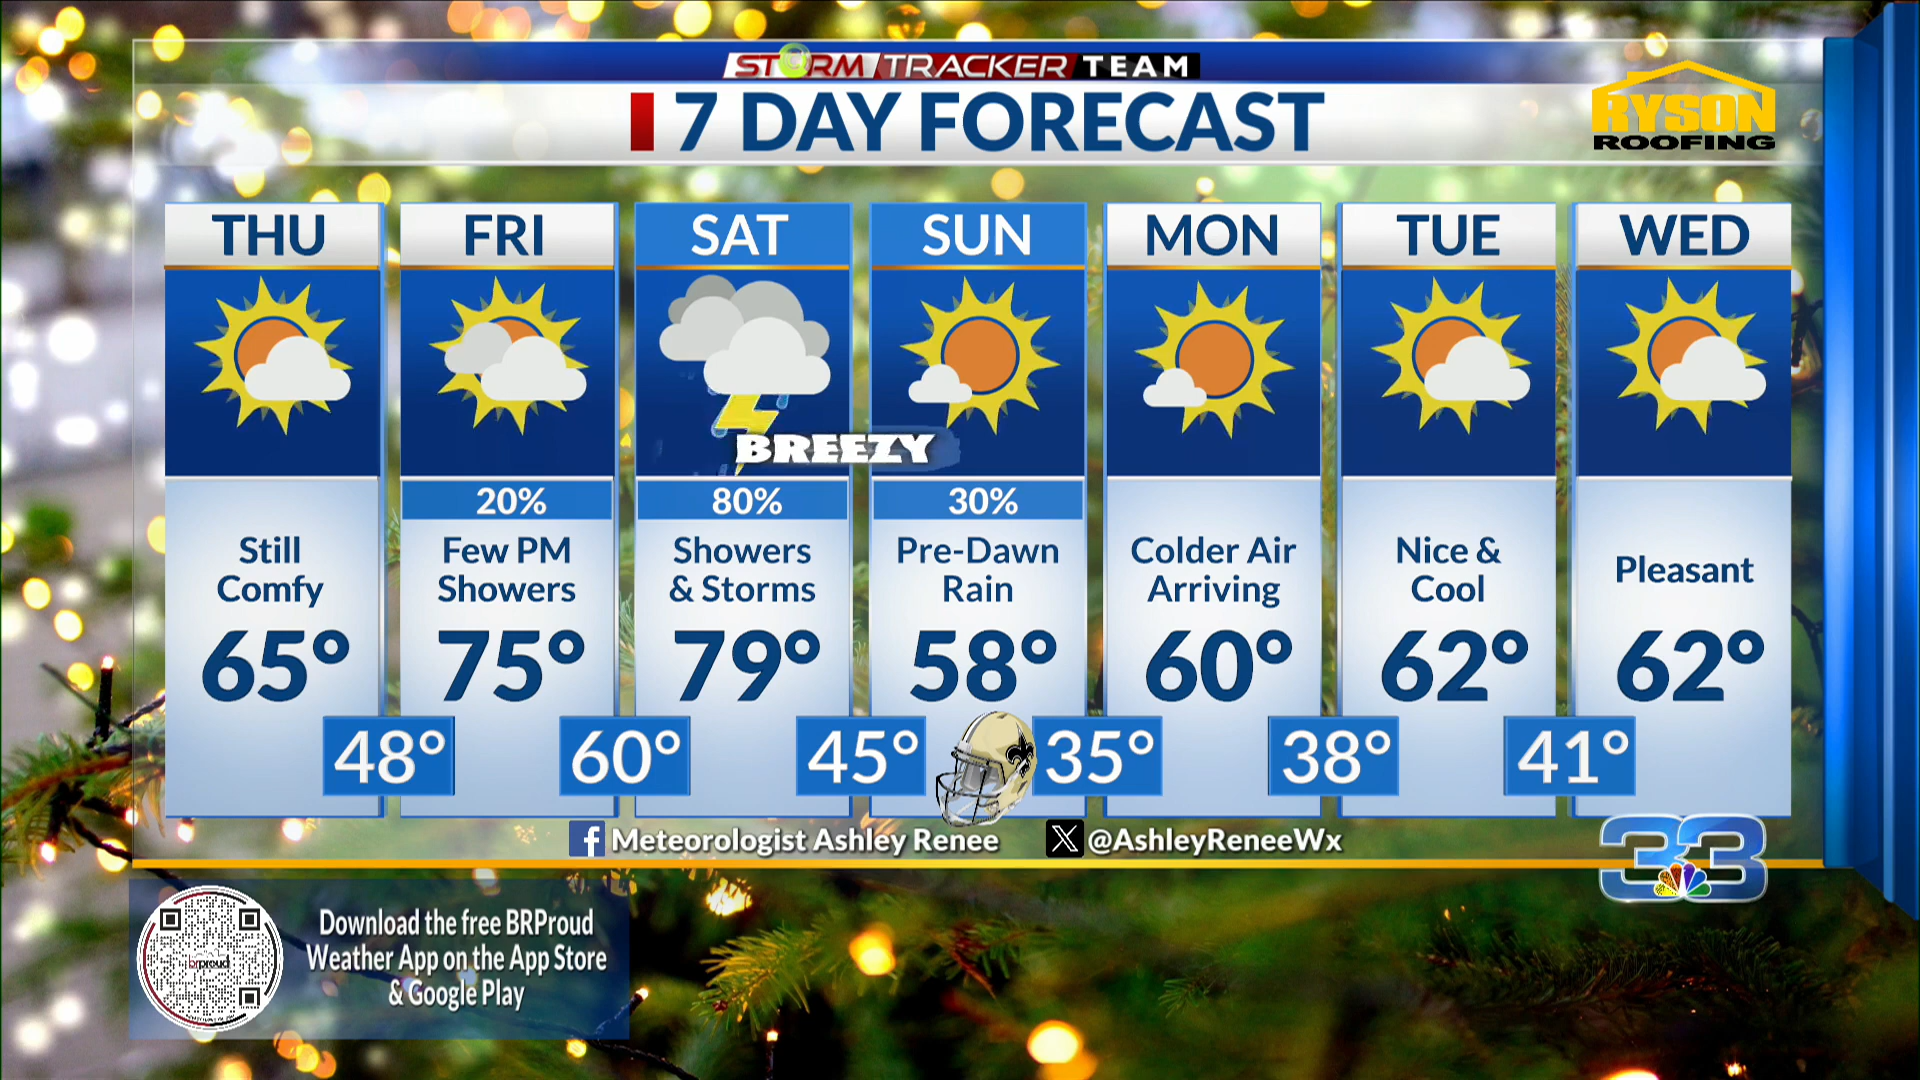 STORM TRACKER TEAM
7 DAY FORECAST
RYSON
ROOFING
THU
FRI
SAT
SUN
MON
TUE
WED
BREEZY
20%
80%
30%
Still
Comfy
Few PM
Showers
Showers
& Storms
Pre-Dawn
Rain
Colder Air
Arriving
Nice &
Cool
Pleasant
65°
75°
79°
58°
60°
62°
62°
48°
60°
45°
35°
38°
41°
Meteorologist Ashley Renee
@AshleyReneeWx
33
brproud
Download the free BRProud
Weather App on the App Store
& Google Play